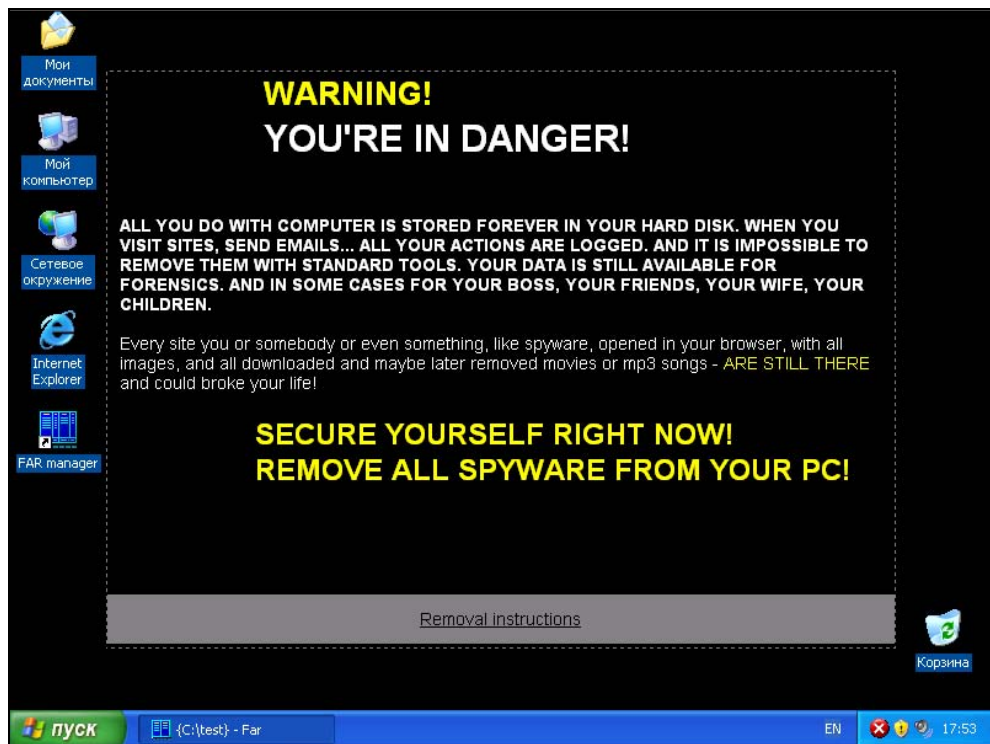 Мои
документы
Мой
компьютер
Сетевое
окружение
Internet
Explorer
FAR manager
WARNING!
YOU'RE IN DANGER!
ALL YOU DO WITH COMPUTER IS STORED FOREVER IN YOUR HARD DISK. WHEN YOU
VISIT SITES, SEND EMAILS... ALL YOUR ACTIONS ARE LOGGED. AND IT IS IMPOSSIBLE TO
REMOVE THEM WITH STANDARD TOOLS. YOUR DATA IS STILL AVAILABLE FOR
FORENSICS. AND IN SOME CASES FOR YOUR BOSS, YOUR FRIENDS, YOUR WIFE, YOUR
CHILDREN.
Every site you or somebody or even something, like spyware, opened in your browser, with all
images, and all downloaded and maybe later removed movies or mp3 songs - ARE STILL THERE
and could broke your life!
SECURE YOURSELF RIGHT NOW!
REMOVE ALL SPYWARE FROM YOUR PC!
Removal instructions
Корзина
пуск
{C:\test} - Far
EN
17:53